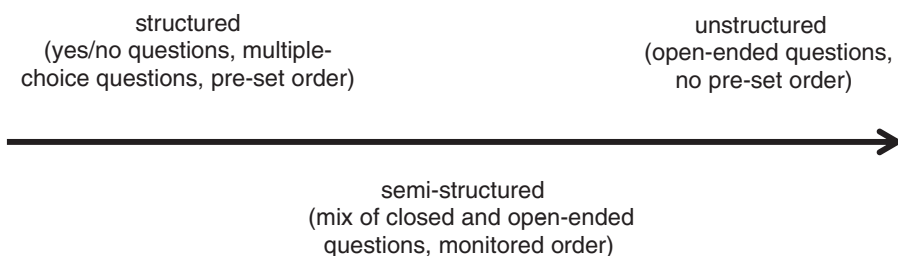 structured
(yes/no questions, multiple-
choice questions, pre-set order)
unstructured
(open-ended questions,
no pre-set order)
semi-structured
(mix of closed and open-ended
questions, monitored order)